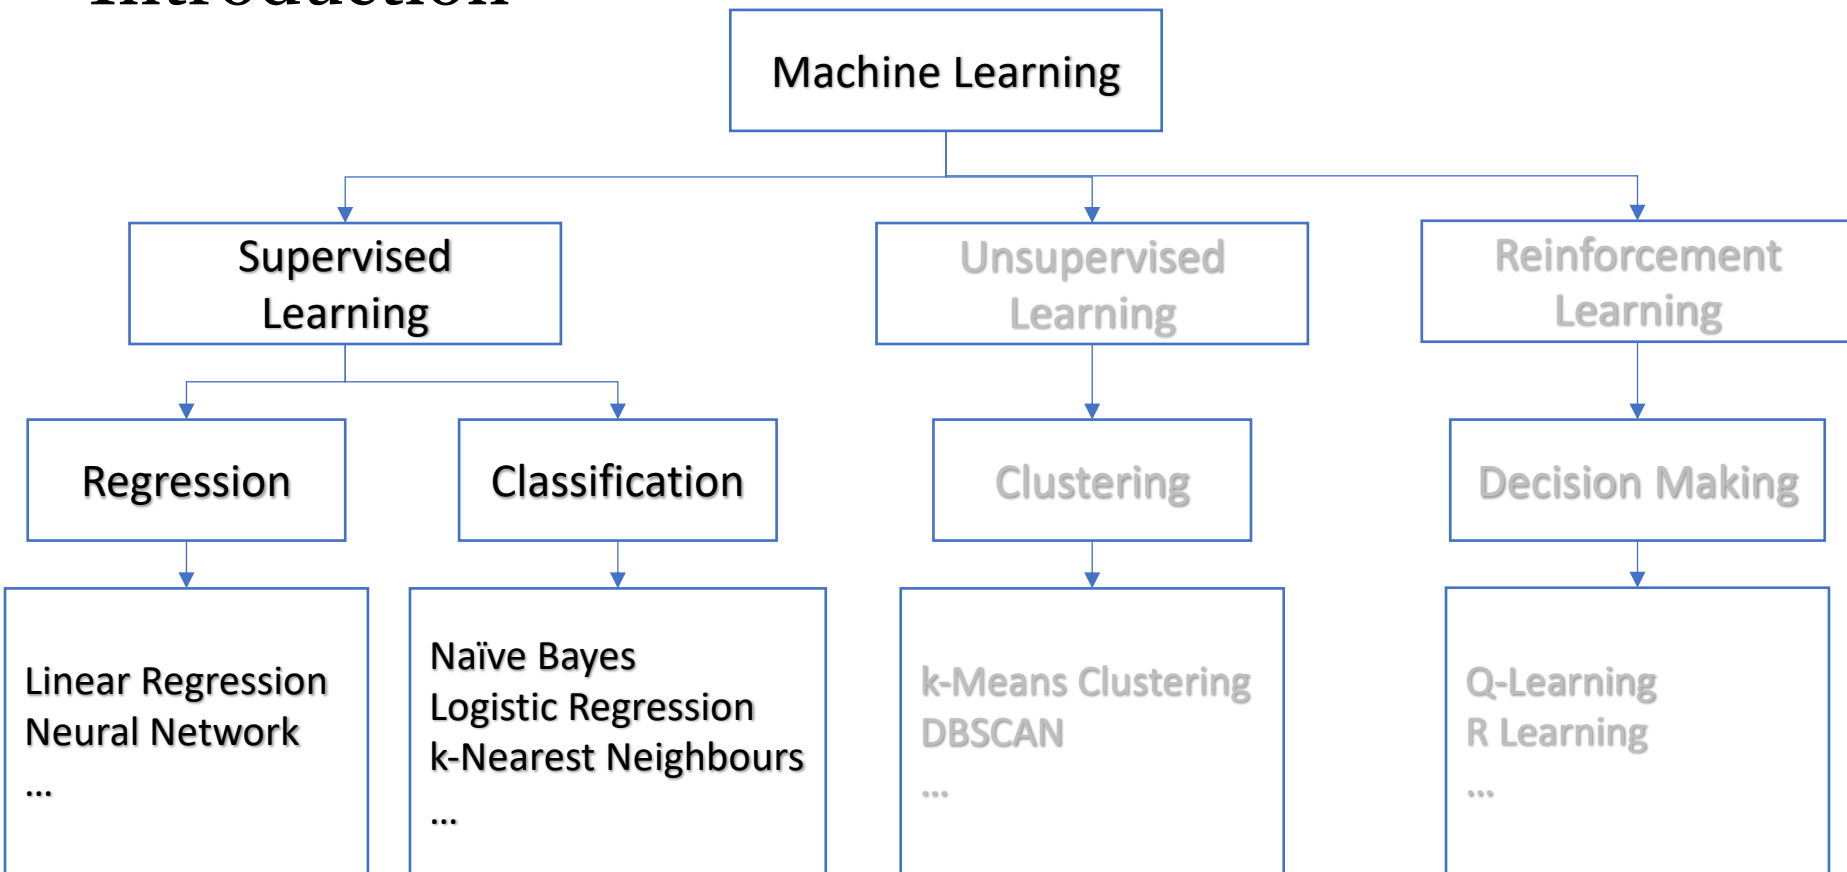 Introduction
Machine Learning
Supervised
Learning
Unsupervised
Learning
Reinforcement
Learning
Regression
Classification
Clustering
Decision Making
Linear Regression
Neural Network
...
Naïve Bayes
Logistic Regression
k-Nearest Neighbours
...
k-Means Clustering
DBSCAN
...
Q-Learning
R Learning
...